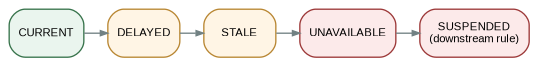 CURRENT
DELAYED
STALE
UNAVAILABLE
SUSPENDED
(downstream rule)